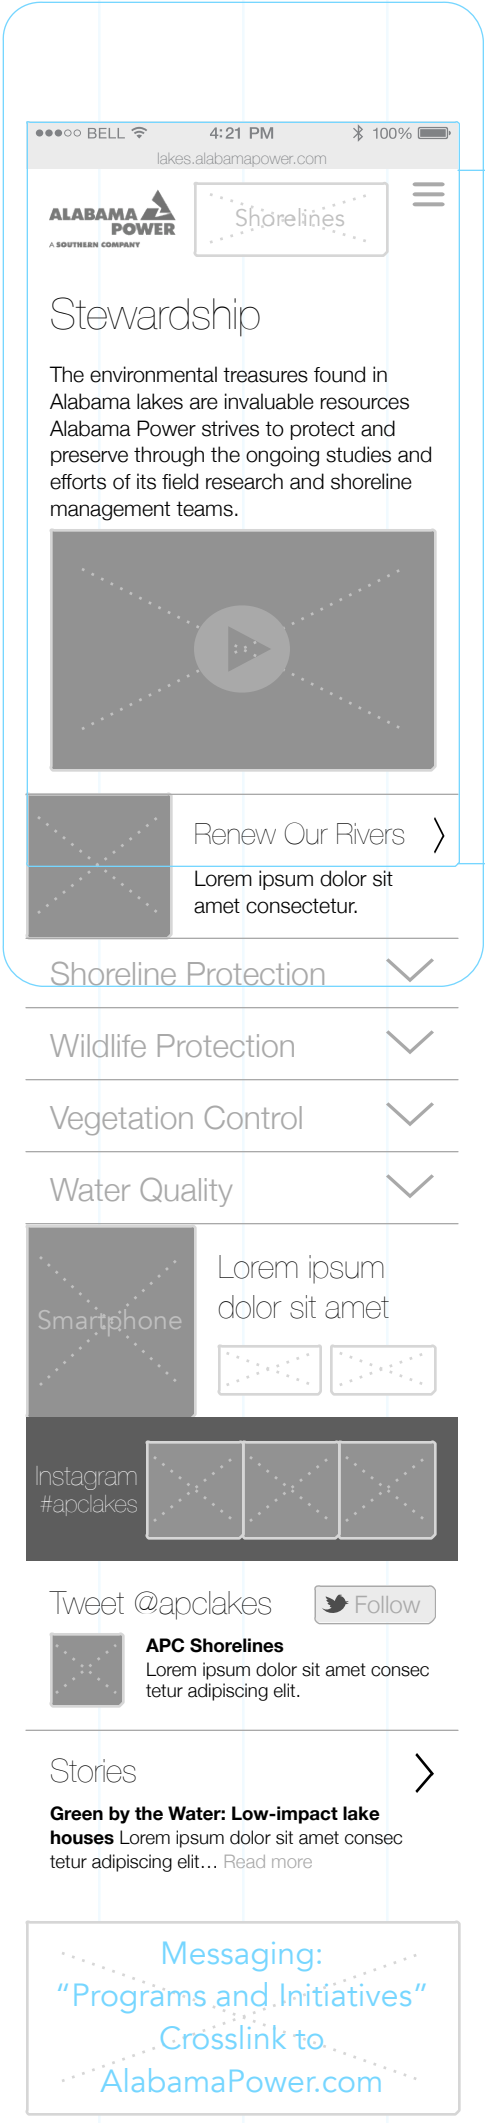 BELL 4:21 PM 100%
lakes.alabamapower.com
ALABAMA
POWER
A SOUTHERN COMPANY
Shorelines
Stewardship
The environmental treasures found in
Alabama lakes are invaluable resources
Alabama Power strives to protect and
preserve through the ongoing studies and
efforts of its field research and shoreline
management teams.
Renew Our Rivers
Lorem ipsum dolor sit
amet consectetur.
Shoreline Protection
Wildlife Protection
Vegetation Control
Water Quality
Smartphone
Lorem ipsum
dolor sit amet
Instagram
#apclakes
Tweet @apclakes
Follow
APC Shorelines
Lorem ipsum dolor sit amet consec
tetur adipiscing elit.
Stories
Green by the Water: Low-impact lake
houses Lorem ipsum dolor sit amet consec
tetur adipiscing elit… Read more
Messaging:
“Programs and Initiatives”
Crosslink to
AlabamaPower.com